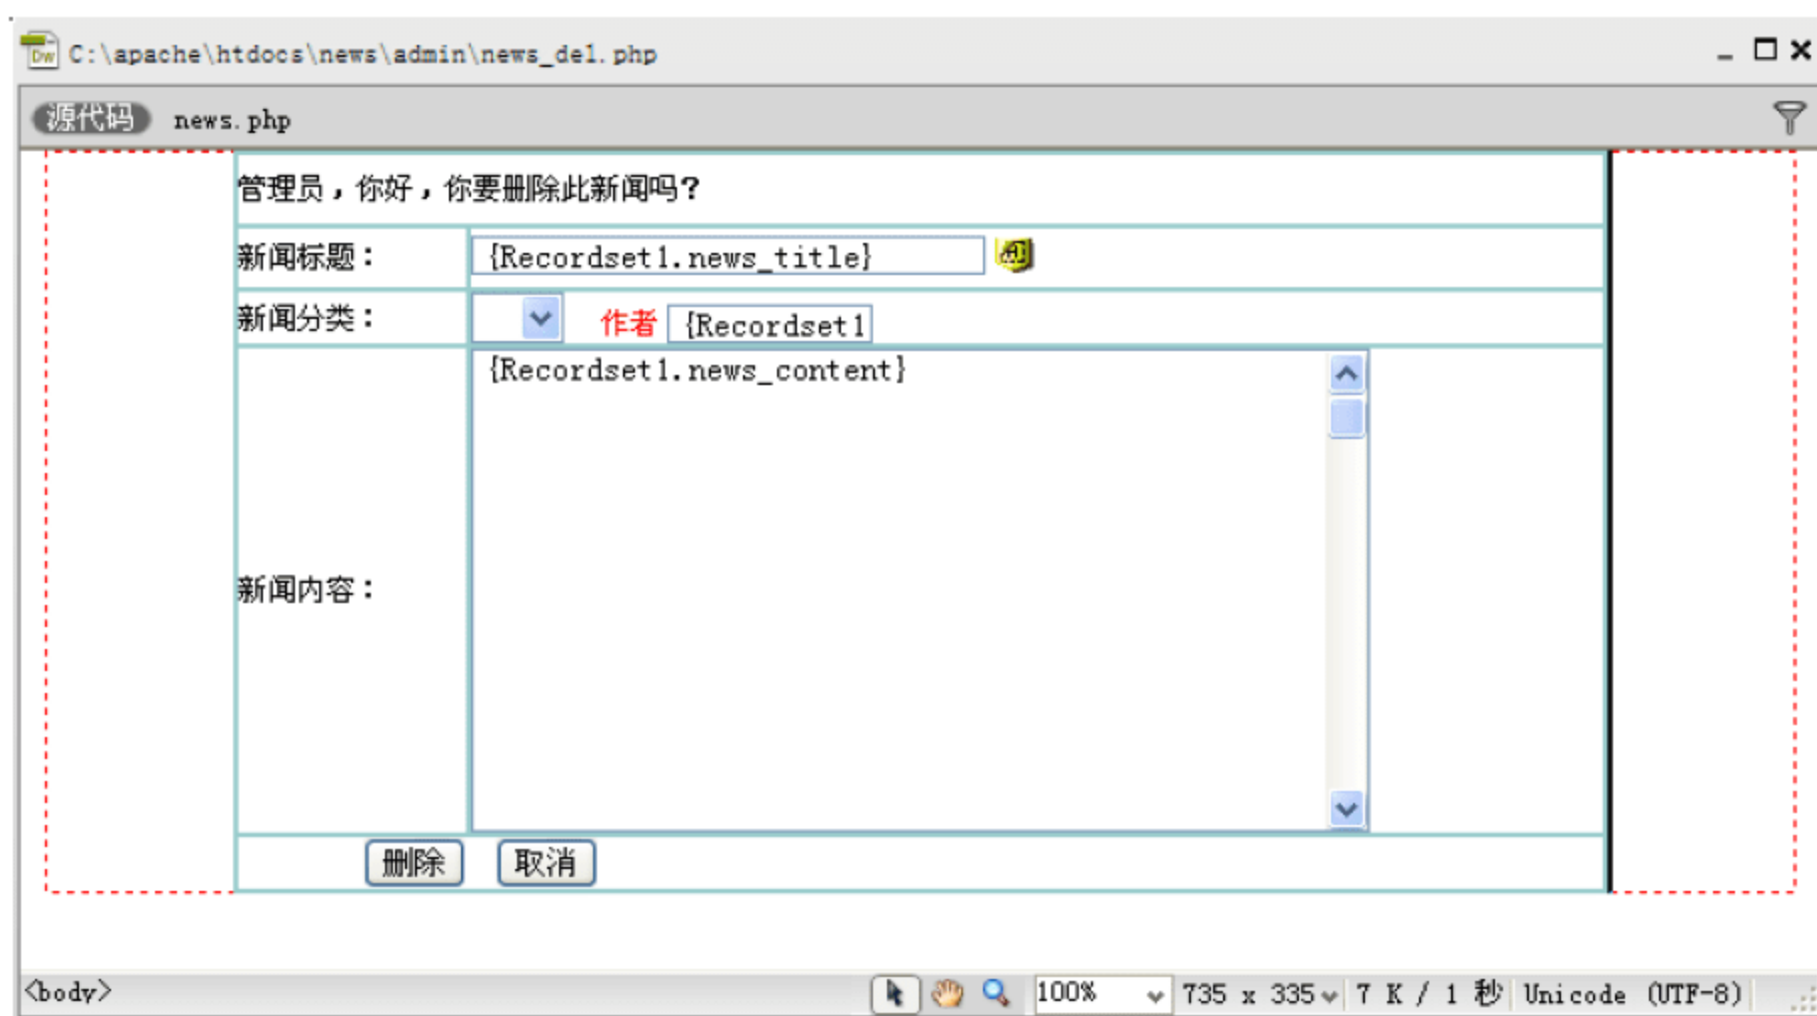 C:\apache\htdocs\news\admin\news_del.php
源代码 news.php
管理员，你好，你要删除此新闻吗？
新闻标题： {Recordset1.news_title}
新闻分类： 作者 {Recordset1
{Recordset1.news_content}
新闻内容：
删除 取消
<body> 100% 735 x 335 7 K / 1 秒 Unicode (UTF-8)